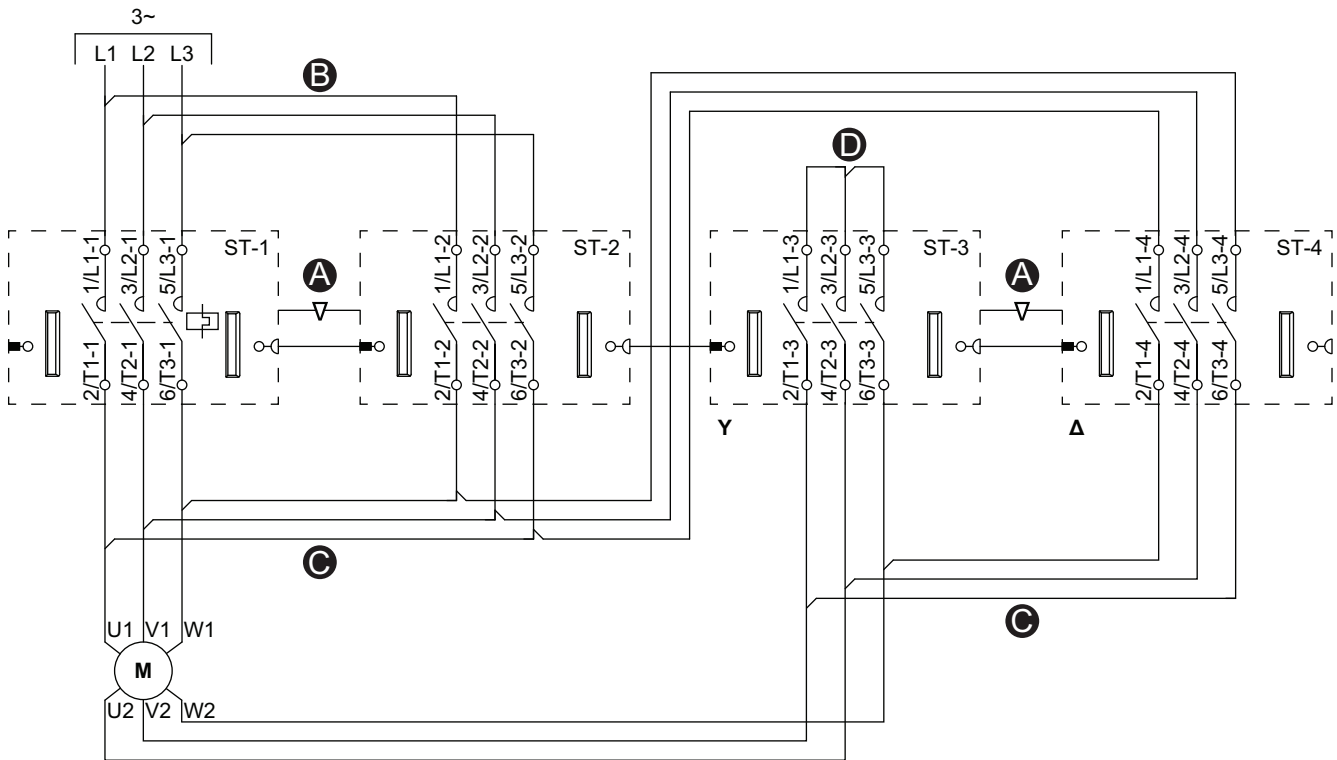 3~
L1 L2 L3
B
D
ST-1
ST-2
ST-3
ST-4
1/L1-1
3/L2-1
5/L3-1
1/L1-2
3/L2-2
5/L3-2
1/L1-3
3/L2-3
5/L3-3
1/L1-4
3/L2-4
5/L3-4
A
A
2/T1-1
4/T2-1
6/T3-1
2/T1-2
4/T2-2
6/T3-2
2/T1-3
4/T2-3
6/T3-3
2/T1-4
4/T2-4
6/T3-4
Y
Δ
C
C
U1 V1 W1
M
U2 V2 W2